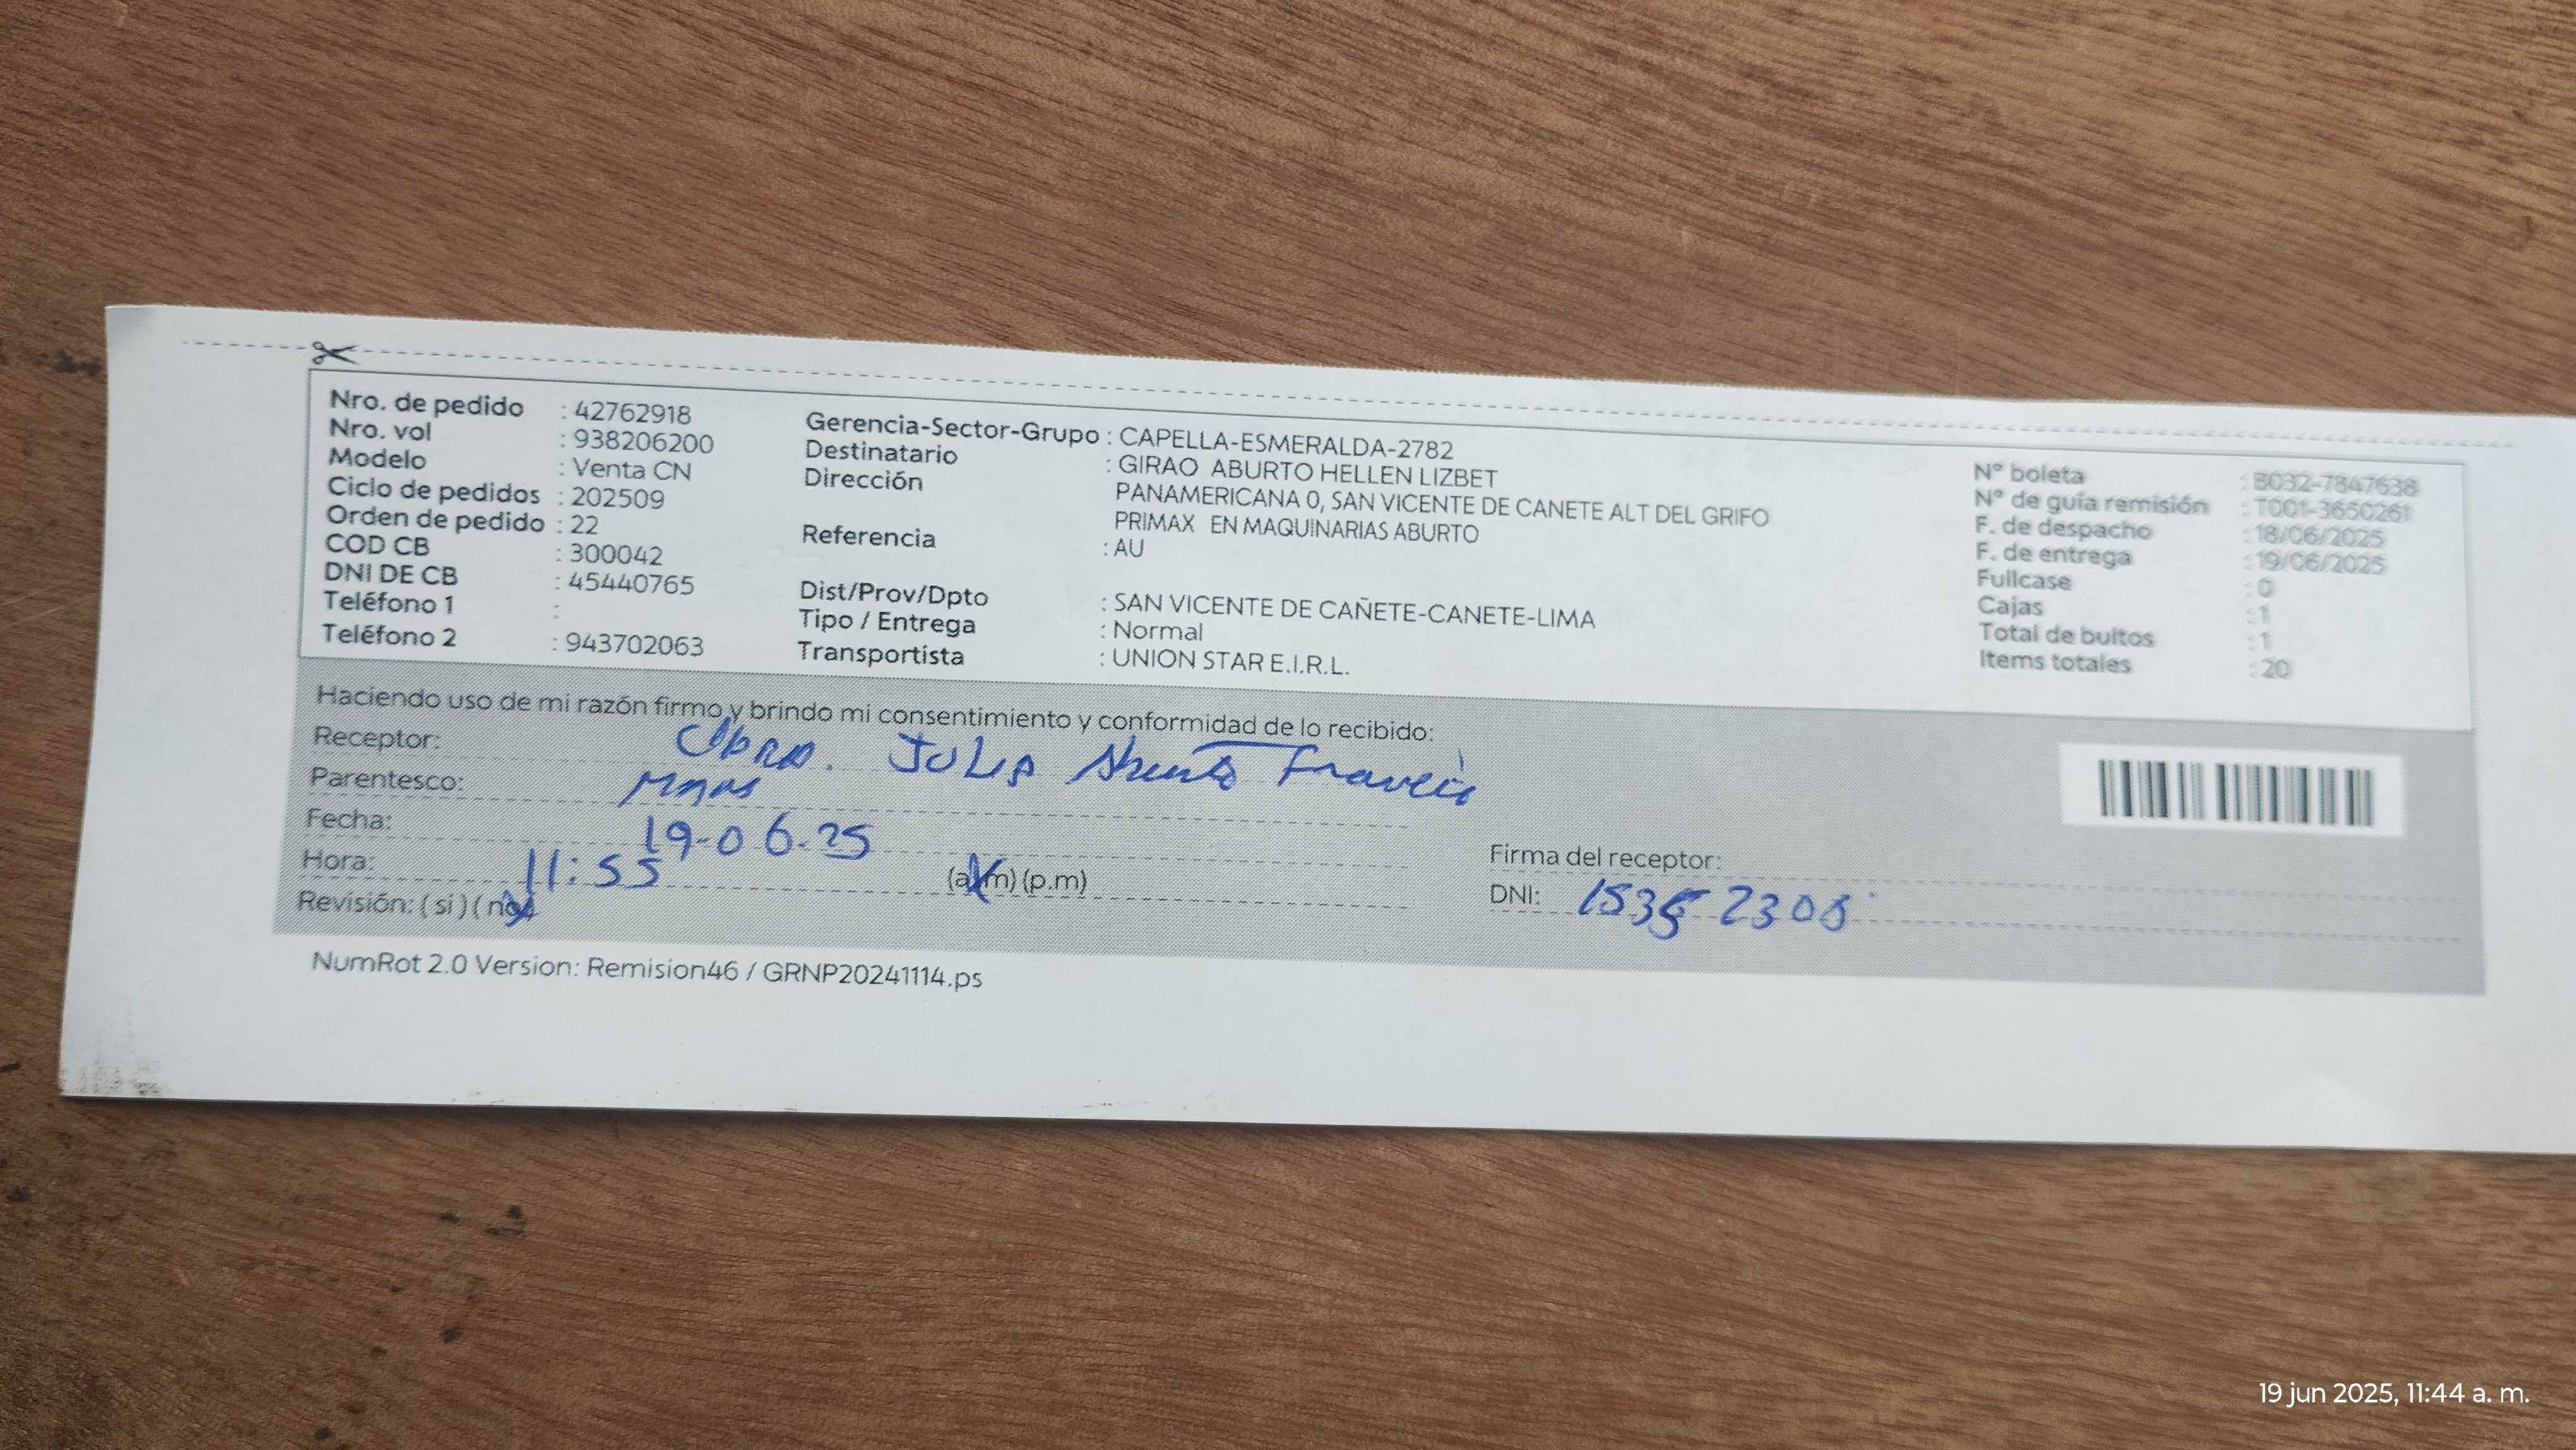 Nro. de pedido : 42762918
Nro. vol : 938206200
Modelo : Venta CN
Ciclo de pedidos : 202509
Orden de pedido : 22
COD CB : 300042
DNI DE CB : 45440765
Teléfono 1 :
Teléfono 2 : 943702063
Gerencia-Sector-Grupo : CAPELLA-ESMERALDA-2782
Destinatario : GIRAO ABURTO HELLEN LIZBET
Dirección PANAMERICANA 0, SAN VICENTE DE CANETE ALT DEL GRIFO
PRIMAX EN MAQUINARIAS ABURTO
Referencia : AU
Dist/Prov/Dpto : SAN VICENTE DE CAÑETE-CANETE-LIMA
Tipo / Entrega : Normal
Transportista : UNION STAR E.I.R.L.
Nº boleta : B032-7847638
Nº de guía remisión : T001-3650261
F. de despacho : 18/06/2025
F. de entrega : 19/06/2025
Fullcase : 0
Cajas : 1
Total de bultos : 1
Items totales : 20
Haciendo uso de mi razón firmo y brindo mi consentimiento y conformidad de lo recibido:
Receptor:
Parentesco:
Fecha: 19-06.25
Hora: 11:55 (a.m) (p.m)
Revisión: ( si ) ( no )
Firma del receptor:
DNI:
NumRot 2.0 Version: Remision46 / GRNP20241114.ps
19 jun 2025, 11:44 a. m.